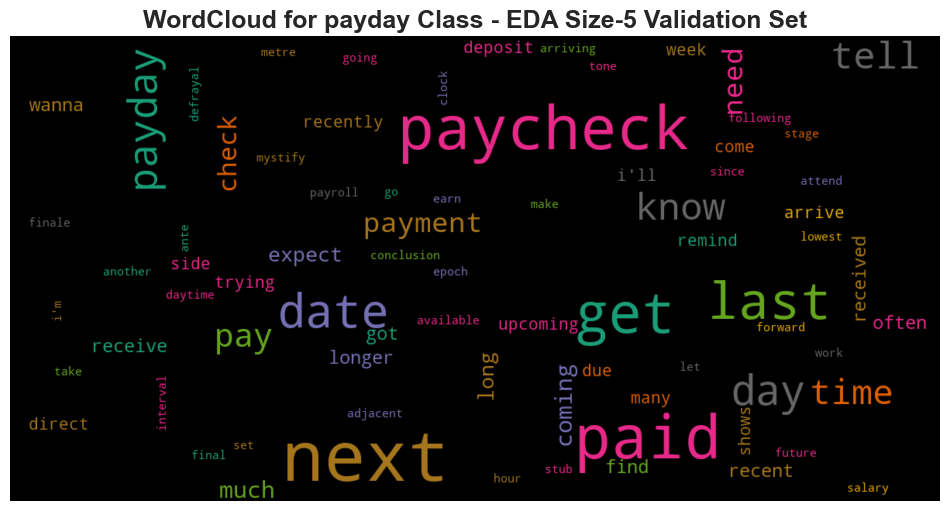 WordCloud for payday Class - EDA Size-5 Validation Set
metre
going
deposit
arriving
week
tell
payday
defrayal
clock
tone
need
wanna
check
recently
paycheck
following
come
stage
mystify
i'll
since
attend
payroll
go
earn
make
know
arrive
finale
ante
payment
remind
lowest
received
side
expect
conclusion
another
trying
epoch
daytime
i'm
date
get
last
available
upcoming
forward
often
pay
got
receive
longer
long
coming
due
let
work
take
interval
day
time
many
shows
adjacent
direct
paid
set
final
next
find
recent
future
stub
hour
much
salary